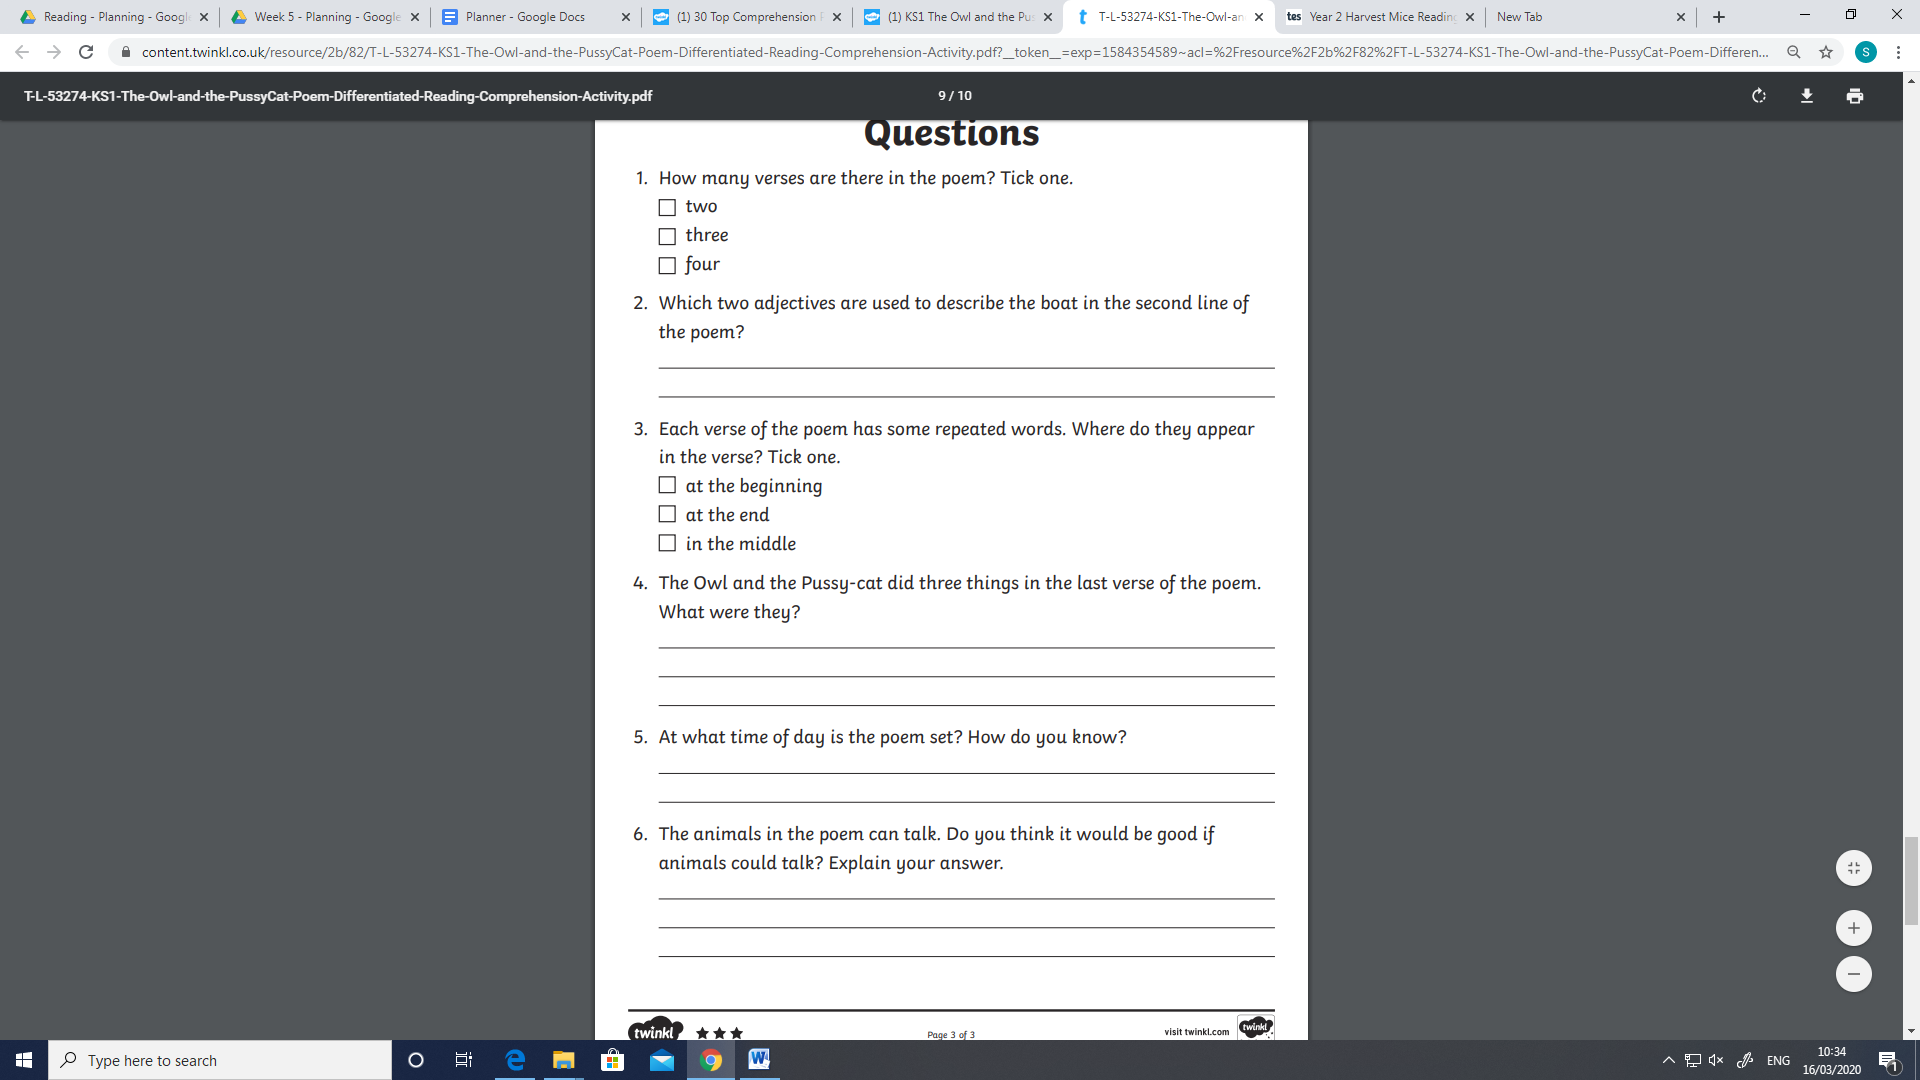 Reading - Planning - Googl
Week 5 - Planning - Google
Planner - Google Docs
(1) 30 Top Comprehension
(1) KS1 The Owl and the Pu
T-L-53274-KS1-The-Owl-an
tes Year 2 Harvest Mice Reading
New Tab
content.twinkl.co.uk/resource/2b/82/T-L-53274-KS1-The-Owl-and-the-PussyCat-Poem-Differentiated-Reading-Comprehension-Activity.pdf?__token__=exp=1584354589~acl=%2Fresource%2F2b%2F82%2FT-L-53274-KS1-The-Owl-and-the-PussyCat-Poem-Differen...
S
T-L-53274-KS1-The-Owl-and-the-PussyCat-Poem-Differentiated-Reading-Comprehension-Activity.pdf
9 / 10
Questions
1. How many verses are there in the poem? Tick one.
two
three
four
2. Which two adjectives are used to describe the boat in the second line of
the poem?
3. Each verse of the poem has some repeated words. Where do they appear
in the verse? Tick one.
at the beginning
at the end
in the middle
4. The Owl and the Pussy-cat did three things in the last verse of the poem.
What were they?
5. At what time of day is the poem set? How do you know?
6. The animals in the poem can talk. Do you think it would be good if
animals could talk? Explain your answer.
twinkl
Page 3 of 3
visit twinkl.com
twinkl
Type here to search
ENG
10:34
16/03/2020
1